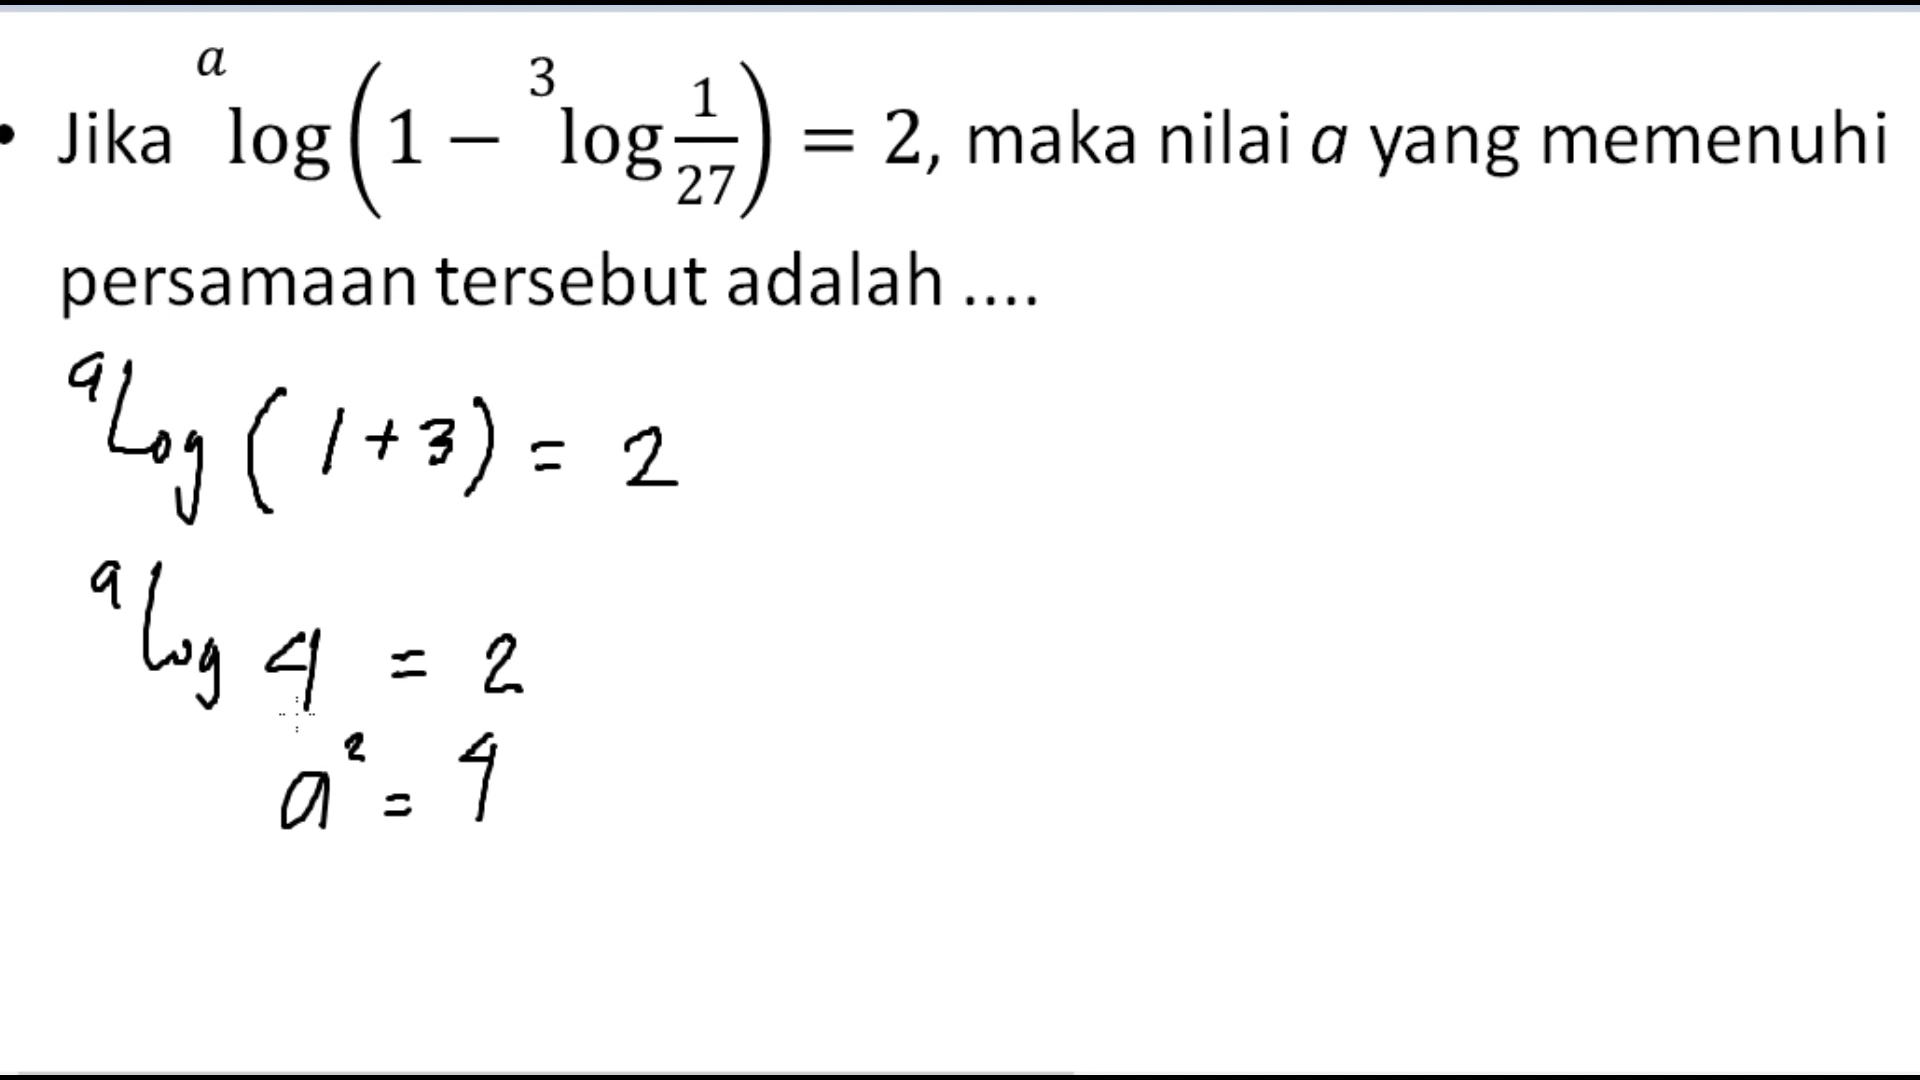 • Jika ᵃlog(1 − ³log 1/27) = 2, maka nilai a yang memenuhi
persamaan tersebut adalah ....
ᵃLog (1+3) = 2
ᵃLog 4 = 2
a² = 4